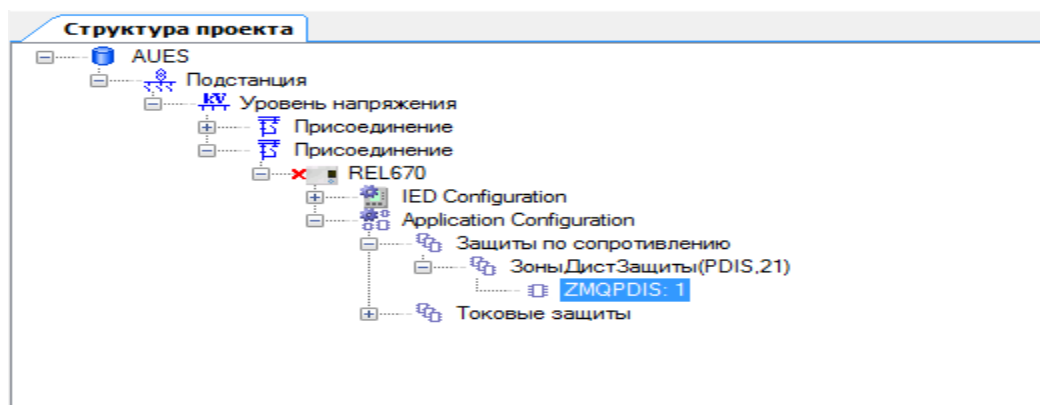 Структура проекта
AUES
Подстанция
kV Уровень напряжения
Присоединение
Присоединение
REL670
IED Configuration
Application Configuration
Защиты по сопротивлению
ЗоныДистЗащиты(PDIS,21)
ZMQPDIS: 1
Токовые защиты